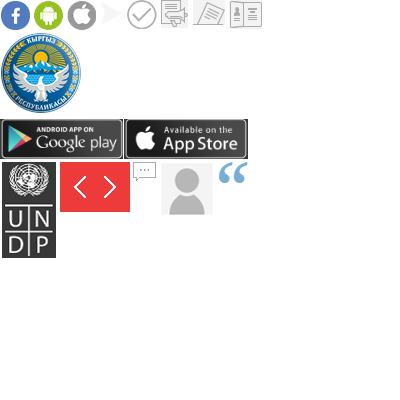 f
КЫРГЫЗ
РЕСПУБЛИКАСЫ
ANDROID APP ON
Google play
Available on the
App Store
U N
D P
“